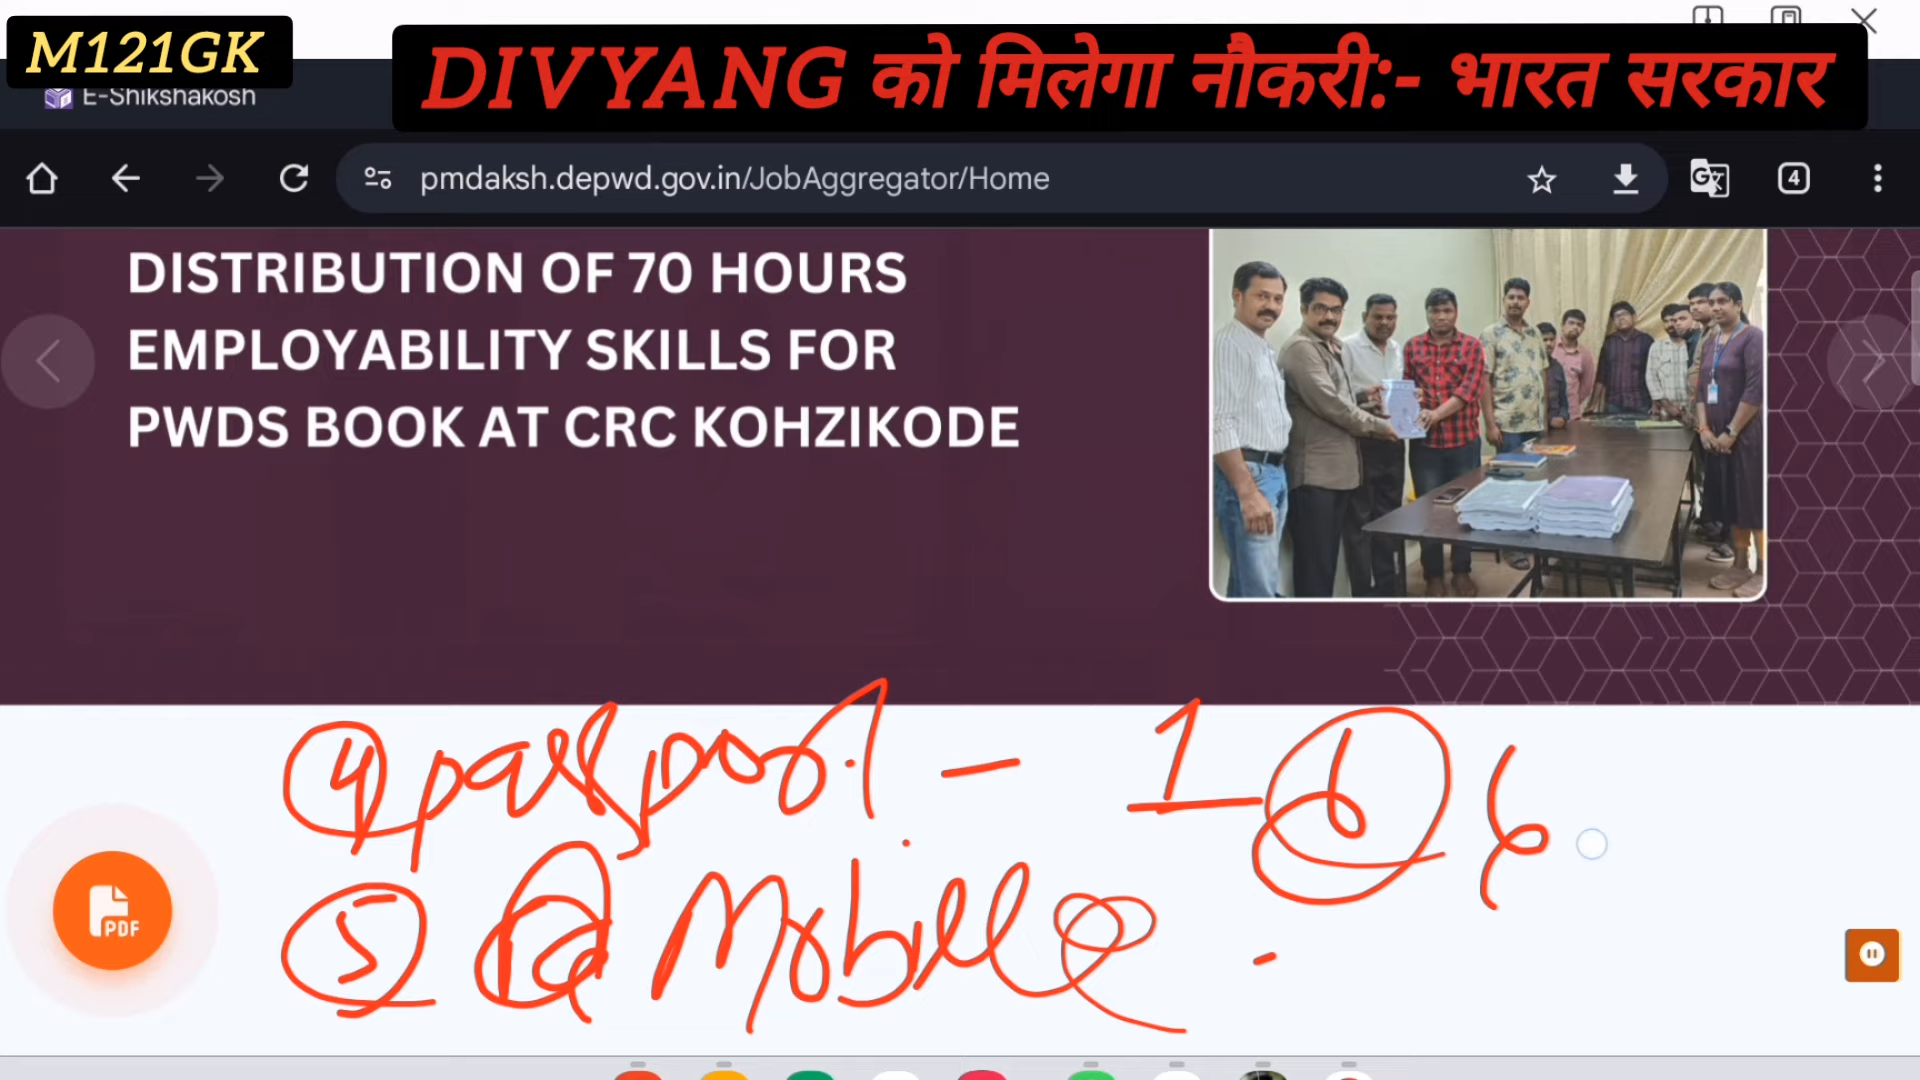 M121GK
DIVYANG को मिलेगा नौकरी:- भारत सरकार
E-Shikshakosh
pmdaksh.depwd.gov.in/JobAggregator/Home
4
DISTRIBUTION OF 70 HOURS
EMPLOYABILITY SKILLS FOR
PWDS BOOK AT CRC KOHZIKODE
4 passport - 1
5 Mobile
PDF